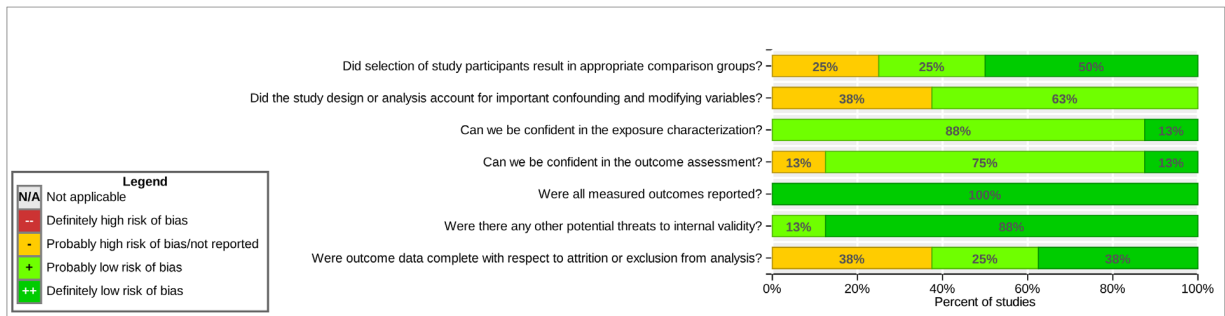 Did selection of study participants result in appropriate comparison groups? 25% 25% 50%
Did the study design or analysis account for important confounding and modifying variables? 38% 63%
Can we be confident in the exposure characterization? 88% 13%
Can we be confident in the outcome assessment? 13% 75% 13%
Were all measured outcomes reported? 100%
Were there any other potential threats to internal validity? 13% 88%
Were outcome data complete with respect to attrition or exclusion from analysis? 38% 25% 38%
0% 20% 40% 60% 80% 100%
Percent of studies
Legend
N/A Not applicable
-- Definitely high risk of bias
- Probably high risk of bias/not reported
+ Probably low risk of bias
++ Definitely low risk of bias